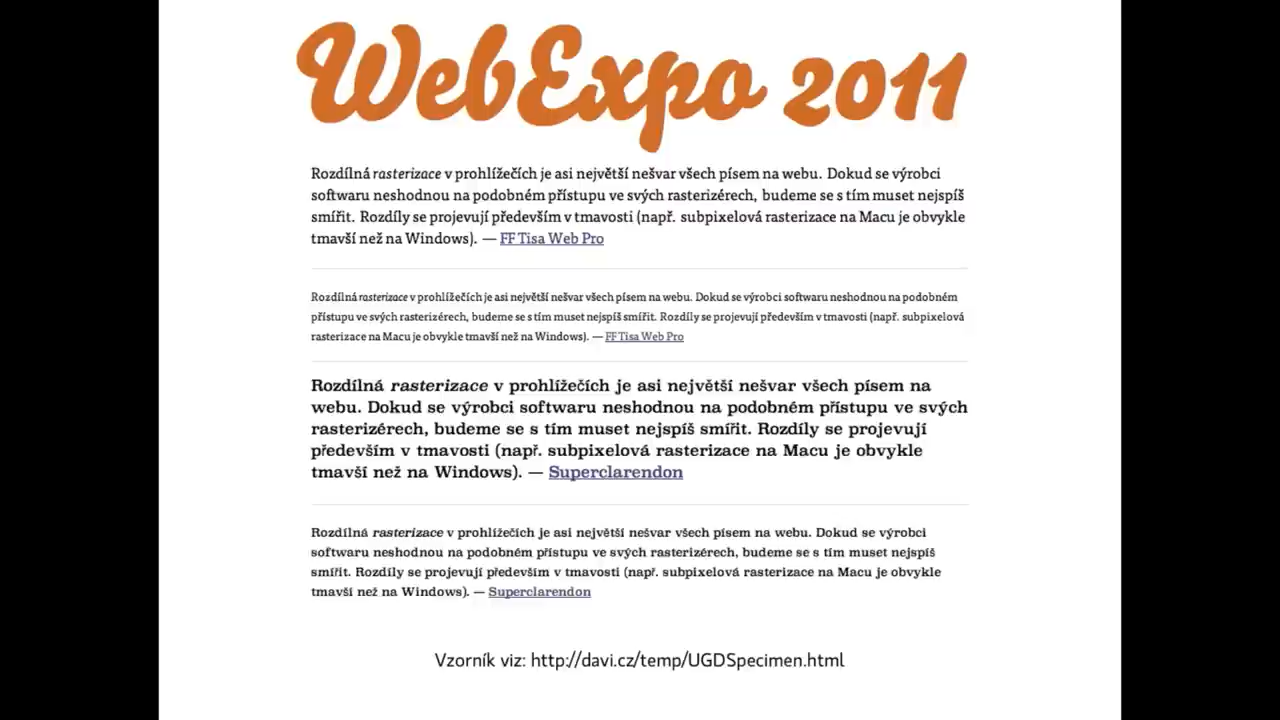 WebExpo 2011
Rozdílná rasterizace v prohlížečích je asi největší nešvar všech písem na webu. Dokud se výrobci
softwaru neshodnou na podobném přístupu ve svých rasterizérech, budeme se s tím muset nejspíš
smířit. Rozdíly se projevují především v tmavosti (např. subpixelová rasterizace na Macu je obvykle
tmavší než na Windows). — FF Tisa Web Pro
Rozdílná rasterizace v prohlížečích je asi největší nešvar všech písem na webu. Dokud se výrobci softwaru neshodnou na podobném
přístupu ve svých rasterizérech, budeme se s tím muset nejspíš smířit. Rozdíly se projevují především v tmavosti (např. subpixelová
rasterizace na Macu je obvykle tmavší než na Windows). — FF Tisa Web Pro
Rozdílná rasterizace v prohlížečích je asi největší nešvar všech písem na
webu. Dokud se výrobci softwaru neshodnou na podobném přístupu ve svých
rasterizérech, budeme se s tím muset nejspíš smířit. Rozdíly se projevují
především v tmavosti (např. subpixelová rasterizace na Macu je obvykle
tmavší než na Windows). — Superclarendon
Rozdílná rasterizace v prohlížečích je asi největší nešvar všech písem na webu. Dokud se výrobci
softwaru neshodnou na podobném přístupu ve svých rasterizérech, budeme se s tím muset nejspíš
smířit. Rozdíly se projevují především v tmavosti (např. subpixelová rasterizace na Macu je obvykle
tmavší než na Windows). — Superclarendon
Vzorník viz: http://davi.cz/temp/UGDSpecimen.html